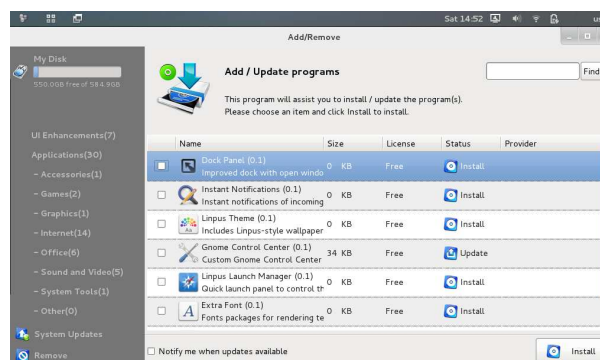 Sat 14:52
Add/Remove
My Disk
550.0GB free of 584.9GB
Add / Update programs
Find
This program will assist you to install / update the program(s).
Please choose an item and click Install to install.
UI Enhancements(7)
Applications(30)
- Accessories(1)
- Games(2)
- Graphics(1)
- Internet(14)
- Office(6)
- Sound and Video(5)
- System Tools(1)
- Other(0)
System Updates
Remove
Name Size License Status Provider
Dock Panel (0.1)
Improved dock with open windo
0 KB Free Install
Instant Notifications (0.1)
Instant notifications of incoming
0 KB Free Install
Linpus Theme (0.1)
Includes Linpus-style wallpaper
0 KB Free Install
Gnome Control Center (0.1)
Custom Gnome Control Center
34 KB Free Update
Linpus Launch Manager (0.1)
Quick launch panel to control th
0 KB Free Install
Extra Font (0.1)
Fonts packages for rendering te
0 KB Free Install
Notify me when updates available
Install